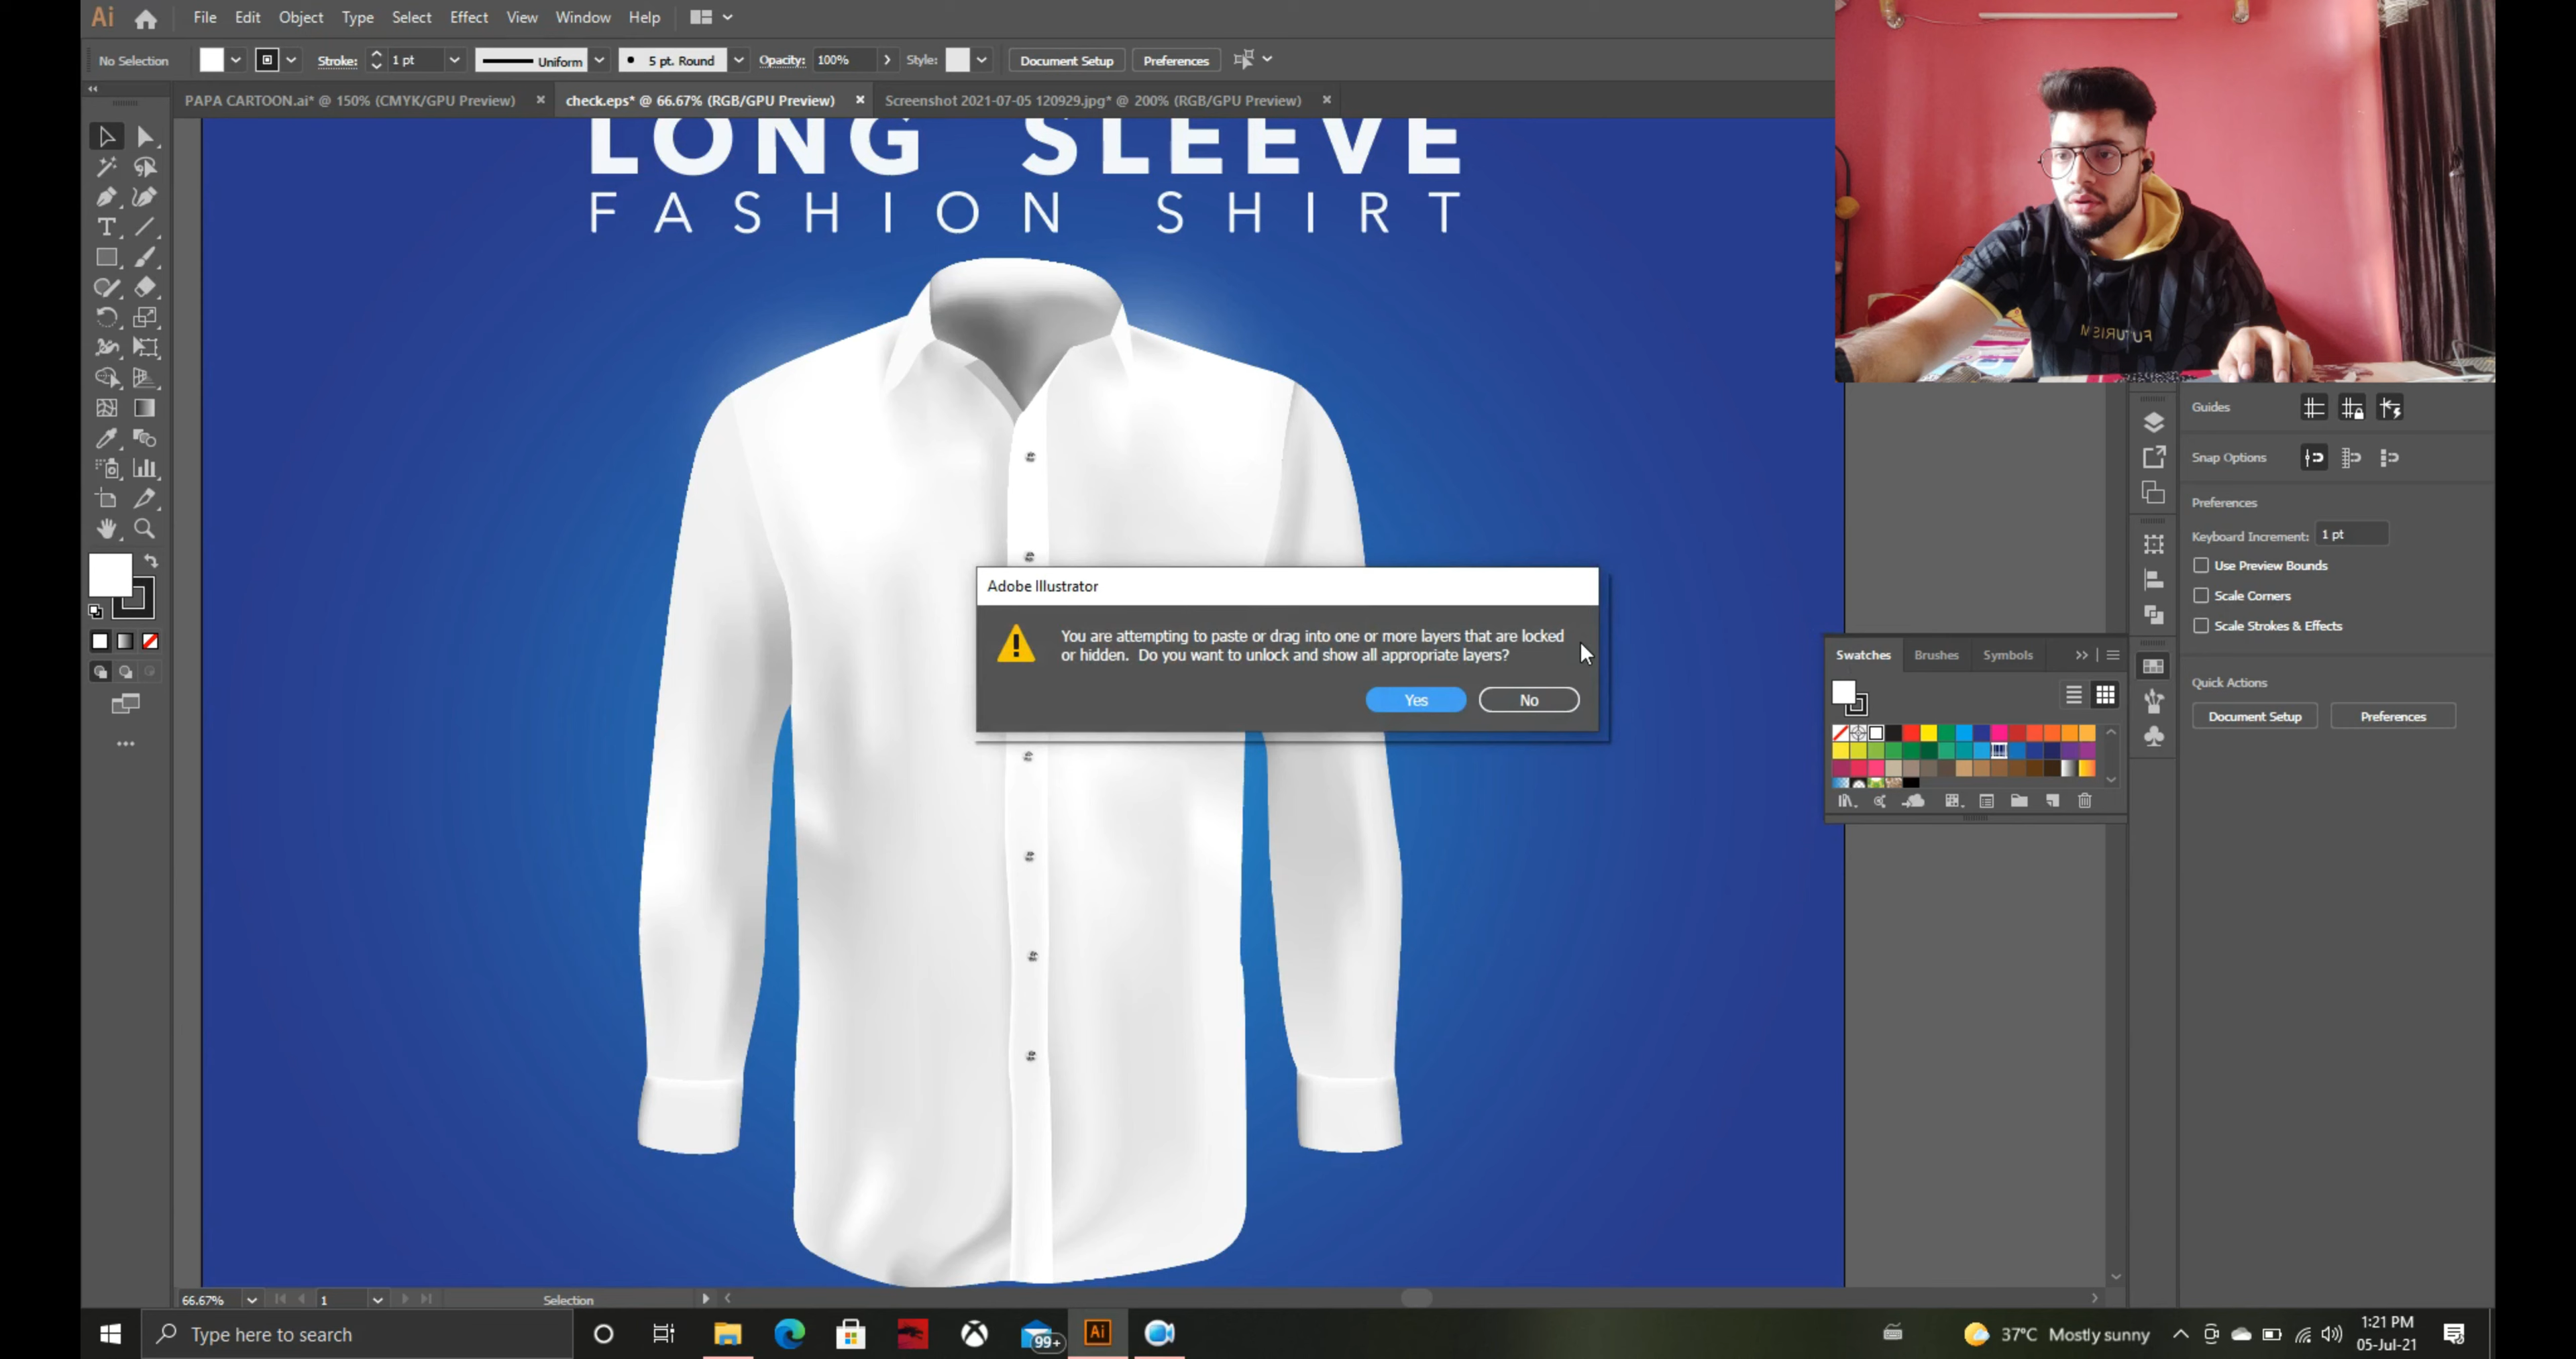 Ai File Edit Object Type Select Effect View Window Help
No Selection Stroke: 1 pt Uniform 5 pt. Round Opacity: 100% Style: Document Setup Preferences
PAPA CARTOON.ai* @ 150% (CMYK/GPU Preview) × check.eps* @ 66.67% (RGB/GPU Preview) × Screenshot 2021-07-05 120929.jpg* @ 200% (RGB/GPU Preview) ×
LONG SLEEVE
FASHION SHIRT
FUTURISM
Guides
Snap Options
Preferences
Keyboard Increment: 1 pt
Use Preview Bounds
Scale Corners
Scale Strokes & Effects
Quick Actions
Document Setup Preferences
Adobe Illustrator
You are attempting to paste or drag into one or more layers that are locked
or hidden. Do you want to unlock and show all appropriate layers?
Yes No
Swatches Brushes Symbols
66.67% 1 Selection
Type here to search
99+
Ai
37°C Mostly sunny
1:21 PM
05-Jul-21